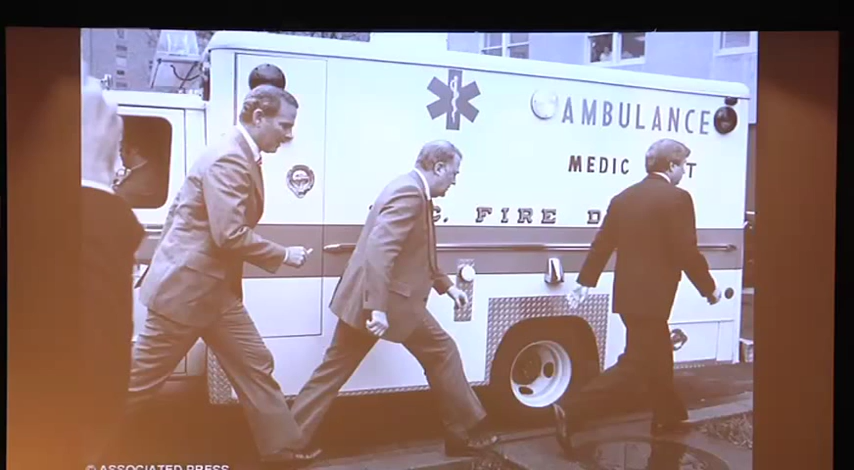 AMBULANCE
MEDIC
C. FIRE D
© ASSOCIATED PRESS